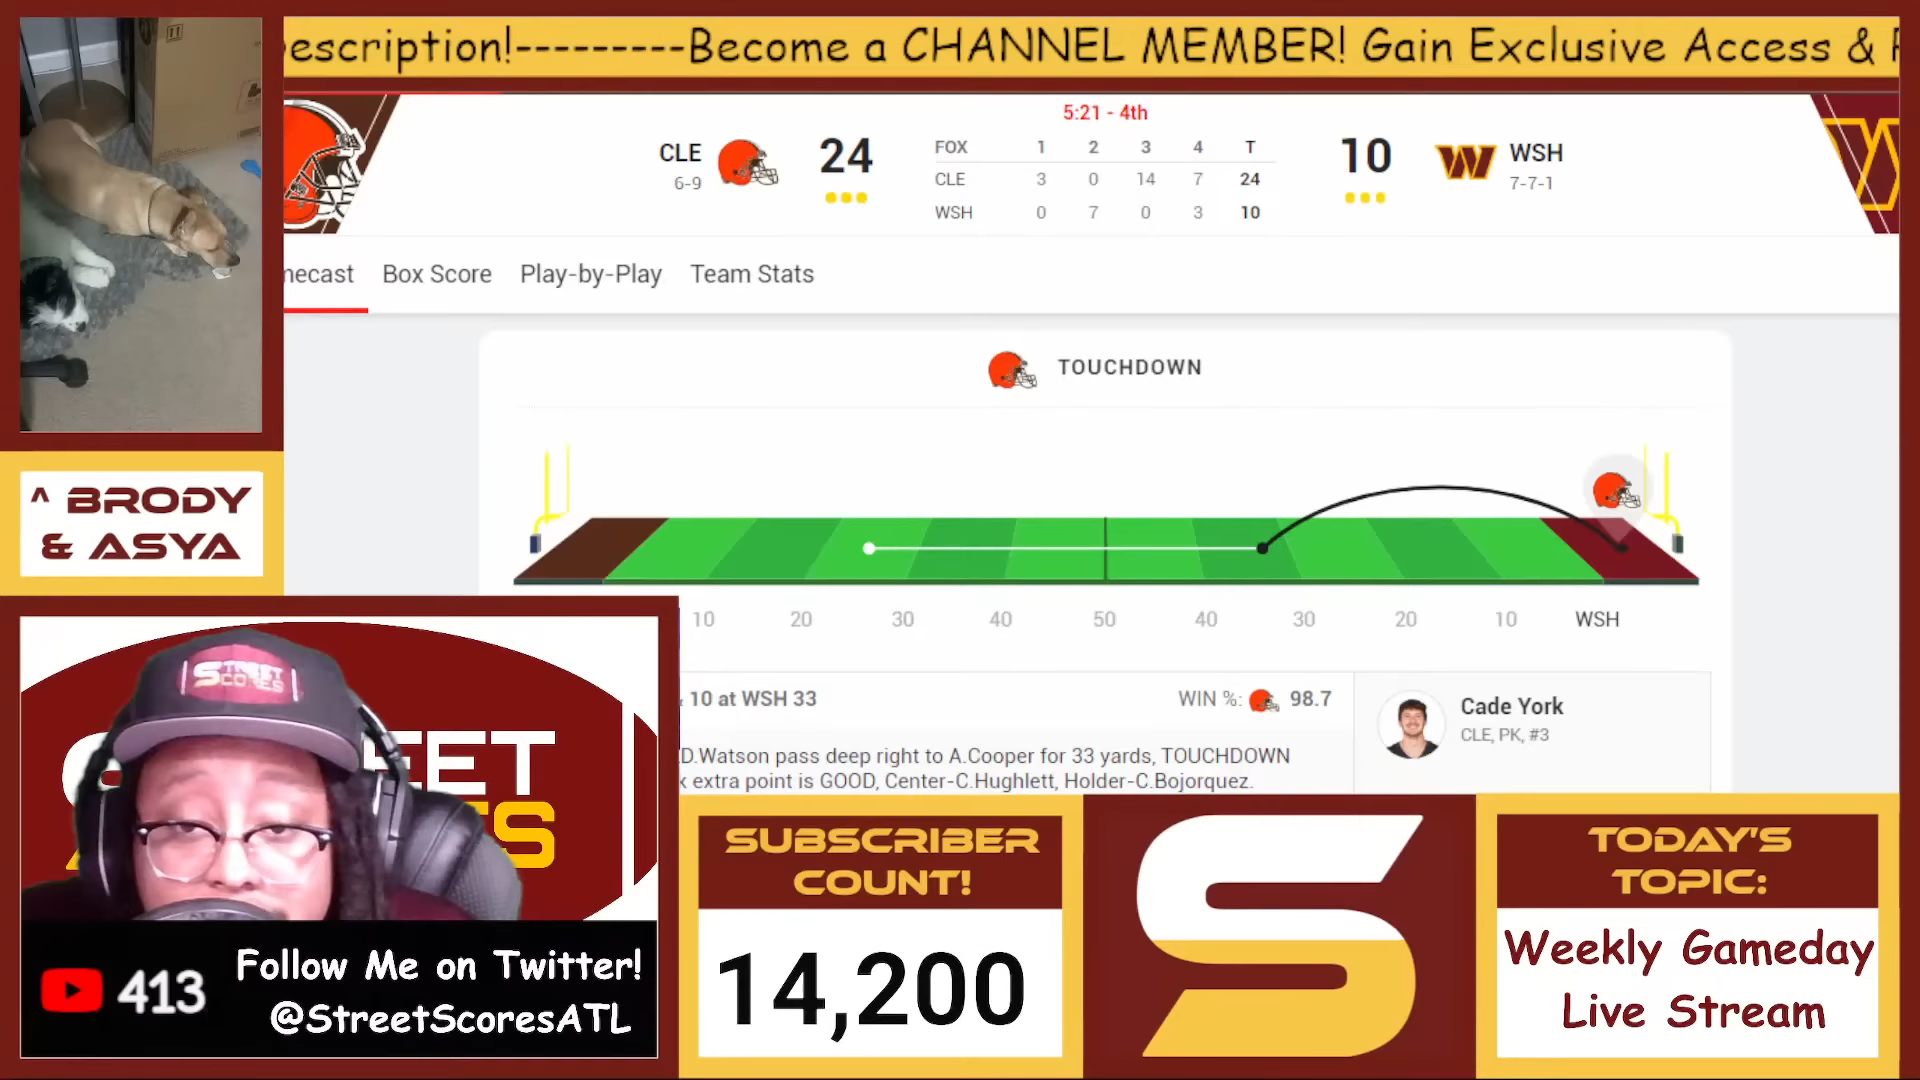 escription!---------Become a CHANNEL MEMBER! Gain Exclusive Access &
5:21 - 4th
CLE
6-9
24
FOX 1 2 3 4 T
CLE 3 0 14 7 24
WSH 0 7 0 3 10
10
W
WSH
7-7-1
mecast Box Score Play-by-Play Team Stats
TOUCHDOWN
^ BRODY
& ASYA
10 20 30 40 50 40 30 20 10 WSH
10 at WSH 33
WIN %: 98.7
D.Watson pass deep right to A.Cooper for 33 yards, TOUCHDOWN
extra point is GOOD, Center-C.Hughlett, Holder-C.Bojorquez.
Cade York
CLE, PK, #3
STREET
SCORES
EET
ES
413
Follow Me on Twitter!
@StreetScoresATL
SUBSCRIBER
COUNT!
14,200
S
TODAY'S
TOPIC:
Weekly Gameday
Live Stream